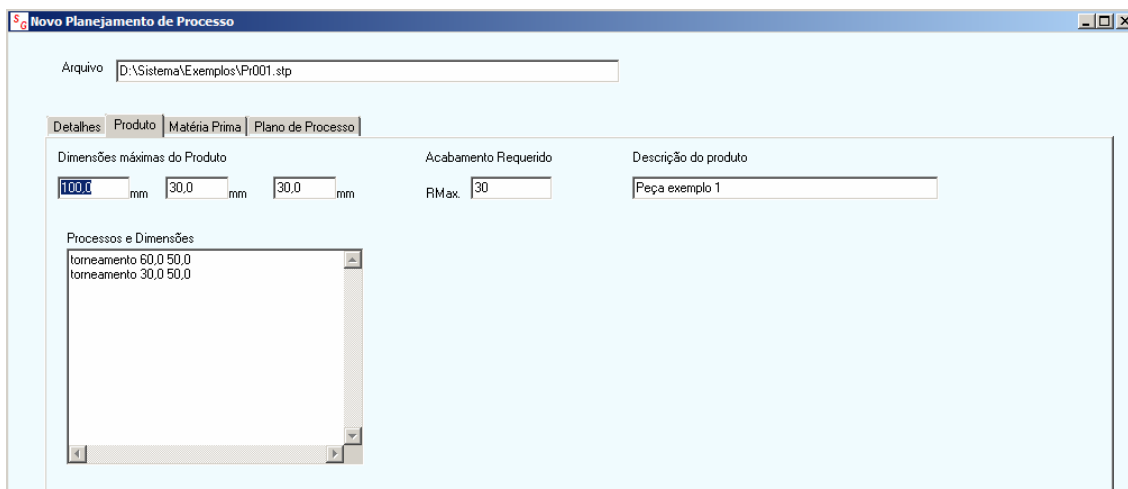 SG Novo Planejamento de Processo
Arquivo D:\Sistema\Exemplos\Pr001.stp
Detalhes Produto Matéria Prima Plano de Processo
Dimensões máximas do Produto Acabamento Requerido Descrição do produto
100,0 mm 30,0 mm 30,0 mm RMax. 30 Peça exemplo 1
Processos e Dimensões
torneamento 60,0 50,0
torneamento 30,0 50,0